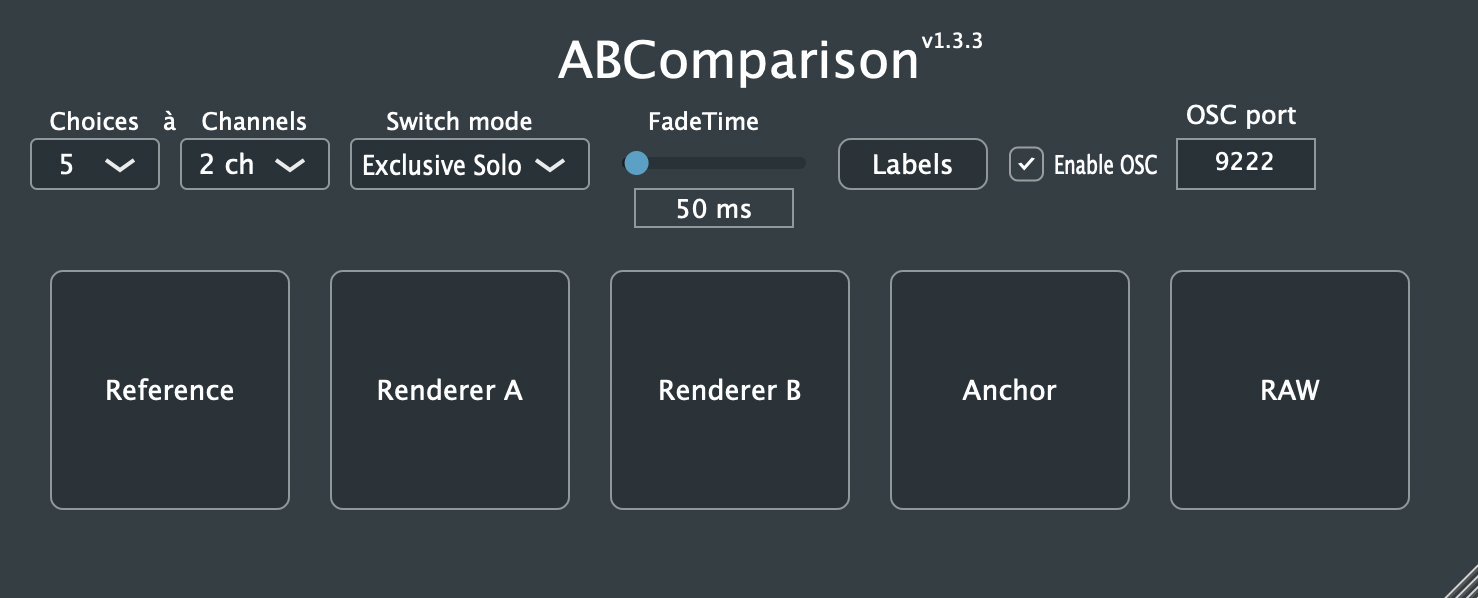 ABComparison v1.3.3
Choices à Channels
Switch mode
FadeTime
OSC port
5
2 ch
Exclusive Solo
Labels
Enable OSC
9222
50 ms
Reference
Renderer A
Renderer B
Anchor
RAW